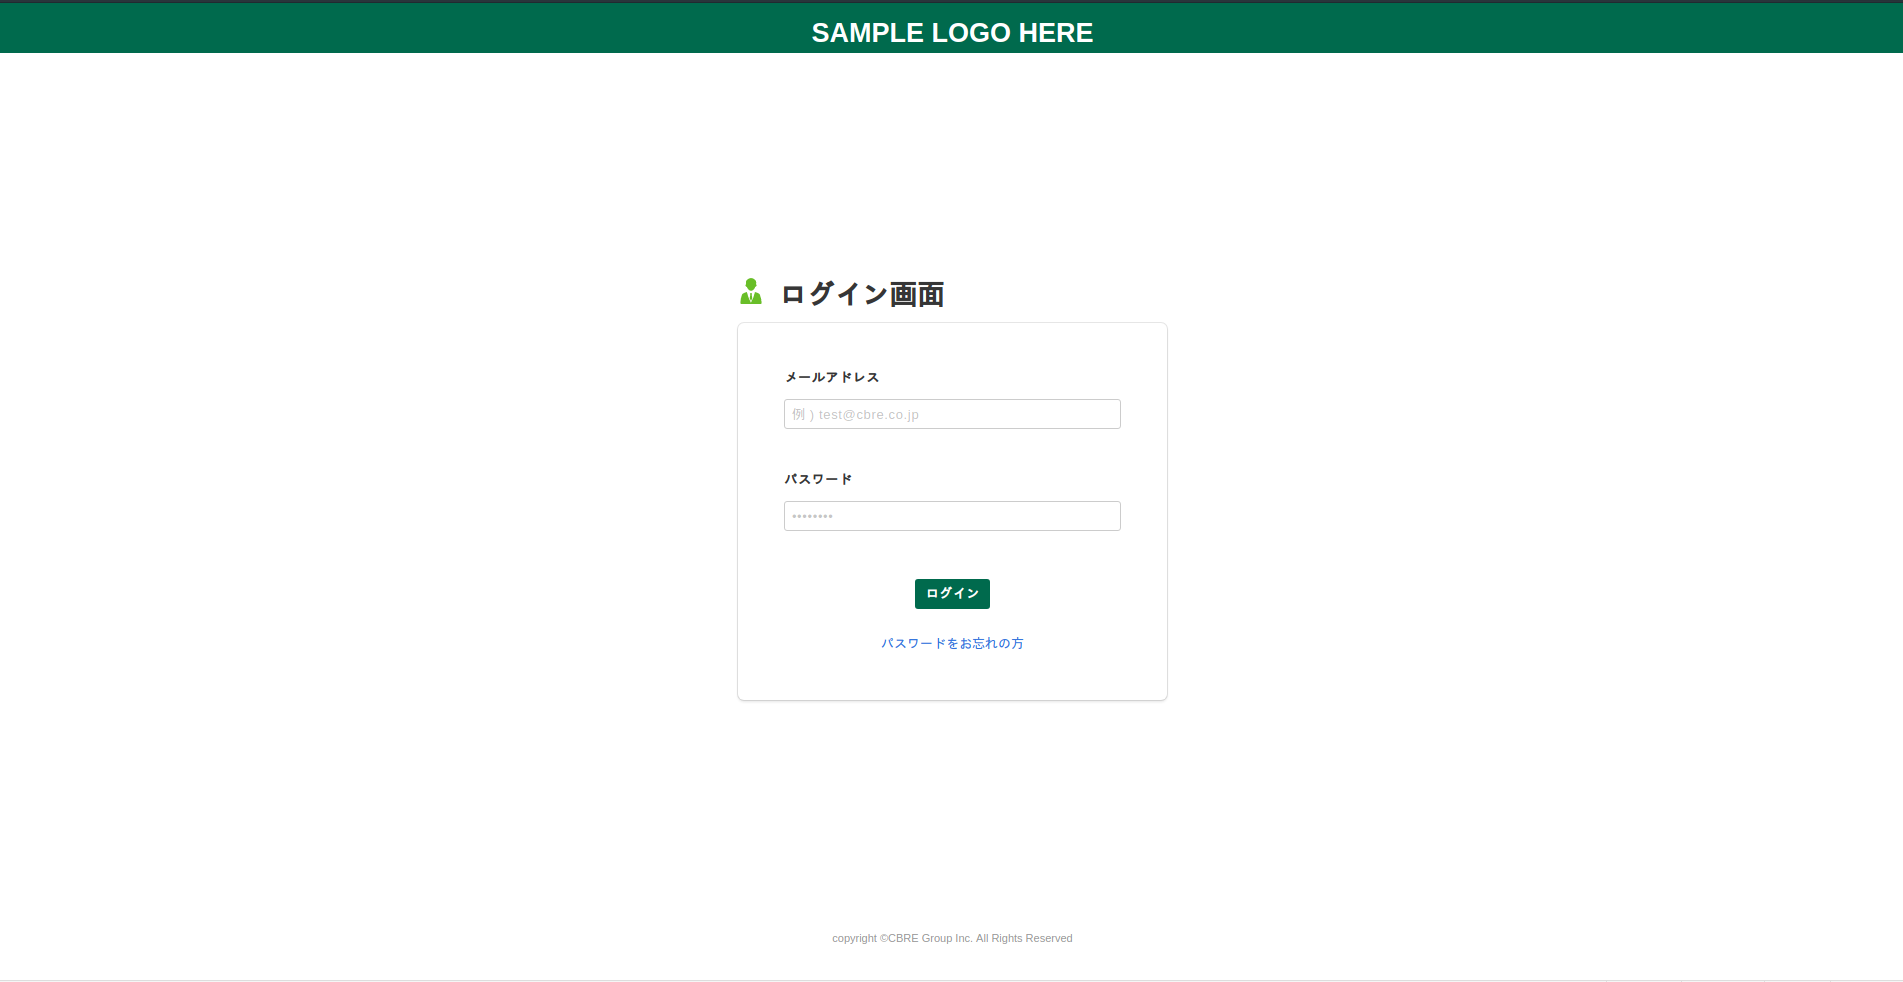 SAMPLE LOGO HERE
ログイン画面
メールアドレス
例 ) test@cbre.co.jp
パスワード
••••••••
ログイン
パスワードをお忘れの方
copyright ©CBRE Group Inc. All Rights Reserved